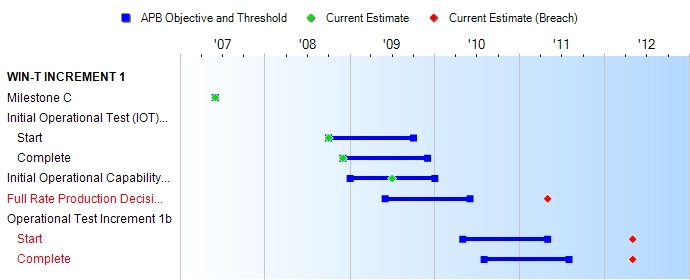 APB Objective and Threshold Current Estimate Current Estimate (Breach)
'07 '08 '09 '10 '11 '12
WIN-T INCREMENT 1
Milestone C
Initial Operational Test (IOT)...
Start
Complete
Initial Operational Capability...
Full Rate Production Decisi...
Operational Test Increment 1b
Start
Complete